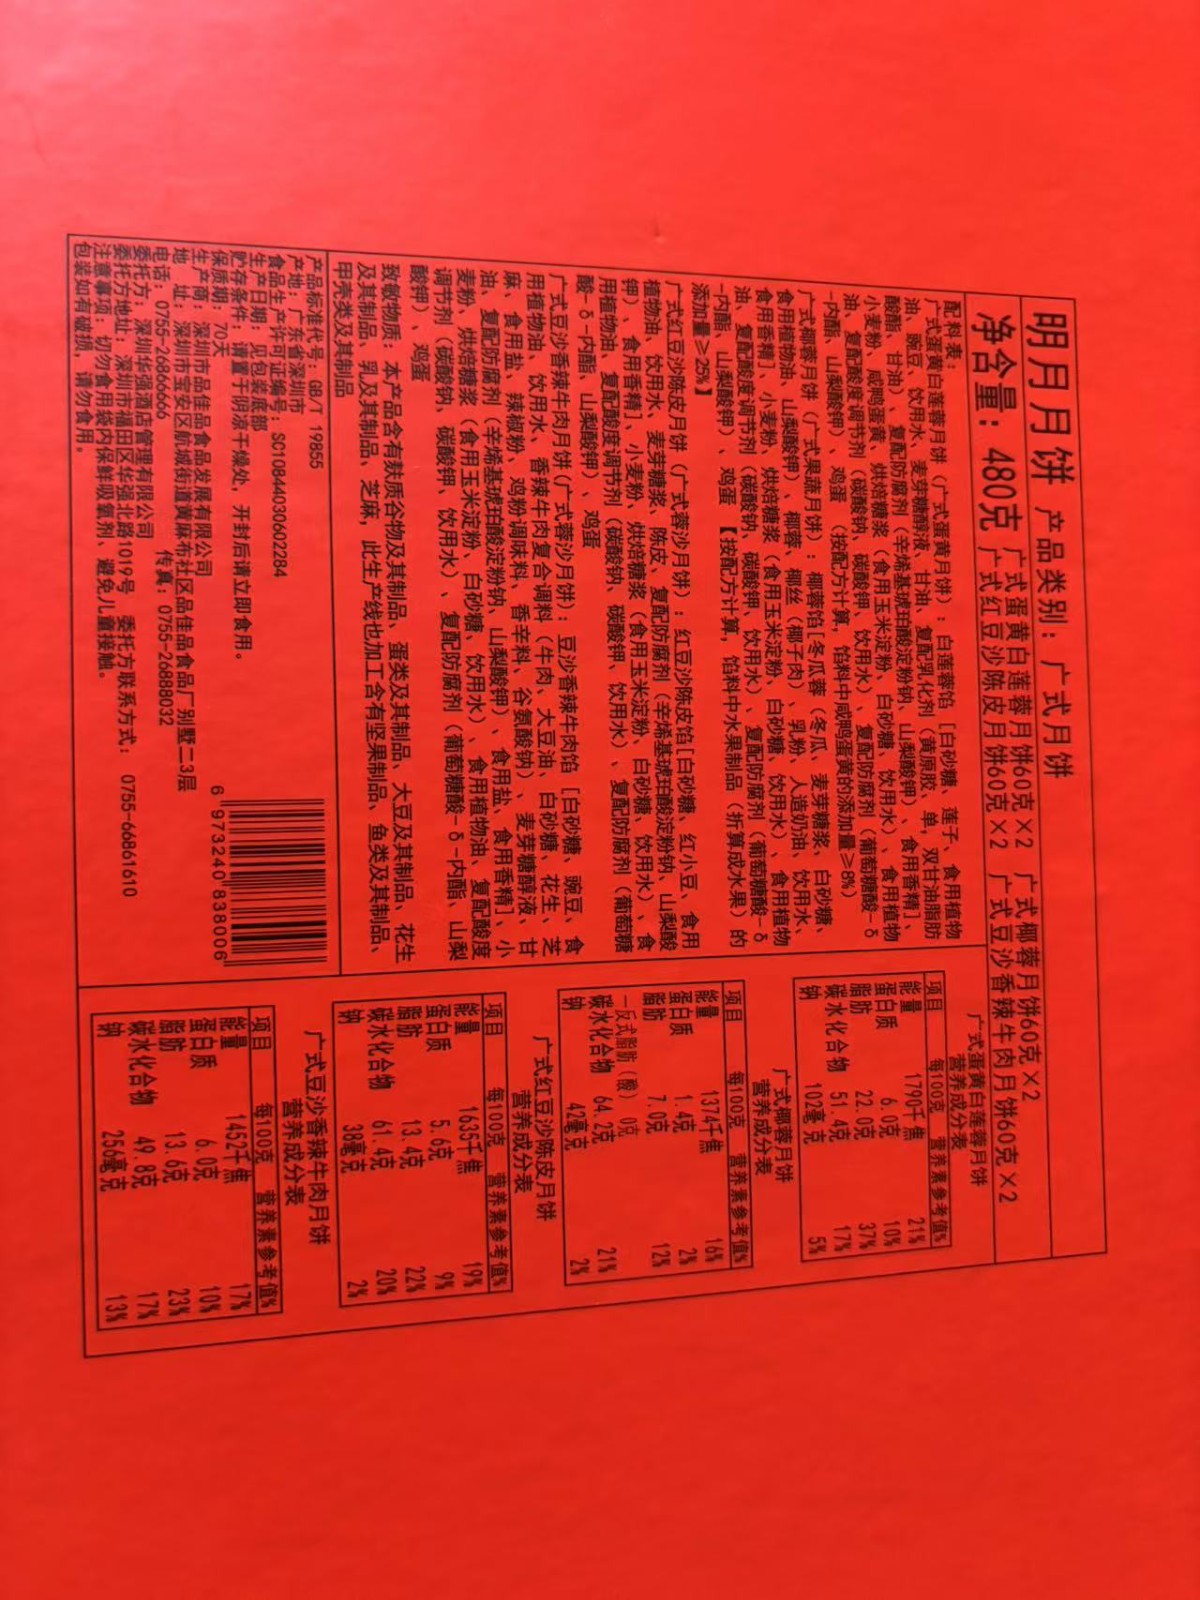 明月月饼 产品类别：广式月饼
净含量：480克 广式蛋黄白莲蓉月饼60克×2 广式椰蓉月饼60克×2
广式红豆沙陈皮月饼60克×2 广式豆沙香辣牛肉月饼60克×2
配料表：
广式蛋黄白莲蓉月饼（广式蛋黄月饼）：白莲蓉馅［白砂糖、莲子、食用植物
油、豌豆、饮用水、麦芽糖醇液、甘油、复配乳化剂（黄原胶、单，双甘油脂肪
酸酯、甘油）、复配防腐剂（辛烯基琥珀酸淀粉钠、山梨酸钾）、食用香精］、
小麦粉、咸鸭蛋黄、烘焙糖浆（食用玉米淀粉、白砂糖、饮用水）、食用植物
油、复配酸度调节剂（碳酸钠、碳酸钾、饮用水）、复配防腐剂（葡萄糖酸-δ
-内酯、山梨酸钾）、鸡蛋（按配方计算，馅料中咸鸭蛋黄的添加量≥8%）
广式椰蓉月饼（广式果蔬月饼）：椰蓉馅［冬瓜蓉（冬瓜、麦芽糖浆、白砂糖、
食用植物油、山梨酸钾）、椰蓉、椰丝（椰子肉）、乳粉、人造奶油、饮用水、
食用香精］、小麦粉、烘焙糖浆（食用玉米淀粉、白砂糖、饮用水）、食用植物
油、复配酸度调节剂（碳酸钠、碳酸钾、饮用水）、复配防腐剂（葡萄糖酸-δ
-内酯、山梨酸钾）、鸡蛋【按配方计算，馅料中水果制品（折算成水果）的
添加量≥25%】
广式红豆沙陈皮月饼（广式蓉沙月饼）：红豆沙陈皮馅［白砂糖、红小豆、食用
植物油、饮用水、麦芽糖浆、陈皮、复配防腐剂（辛烯基琥珀酸淀粉钠、山梨酸
钾）、食用香精］、小麦粉、烘焙糖浆（食用玉米淀粉、白砂糖、饮用水）、食
用植物油、复配酸度调节剂（碳酸钠、碳酸钾、饮用水）、复配防腐剂（葡萄糖
酸-δ-内酯、山梨酸钾）、鸡蛋
广式豆沙香辣牛肉月饼（广式蓉沙月饼）：豆沙香辣牛肉馅［白砂糖、豌豆、食
用植物油、饮用水、香辣牛肉复合调料（牛肉、大豆油、白砂糖、花生、芝
麻、食用盐、辣椒粉、鸡粉调味料、香辛料、谷氨酸钠）、麦芽糖醇液、甘
油、复配防腐剂（辛烯基琥珀酸淀粉钠、山梨酸钾）、食用盐、食用香精］、小
麦粉、烘焙糖浆（食用玉米淀粉、白砂糖、饮用水）、食用植物油、复配酸度
调节剂（碳酸钠、碳酸钾、饮用水）、复配防腐剂（葡萄糖酸-δ-内酯、山梨
酸钾）、鸡蛋
致敏物质：本产品含有麸质谷物及其制品、蛋类及其制品、大豆及其制品、花生
及其制品、乳及其制品、芝麻，此生产线也加工含有坚果制品、鱼类及其制品、
甲壳类及其制品
产品标准代号：GB/T 19855
产地：广东省深圳市
食品生产许可证编号：SC10844030602284
生产日期：见包装底部
贮存条件：请置于阴凉干燥处，开封后请立即食用。
保质期：70天
生产商：深圳市品佳食品发展有限公司
地 址：深圳市宝安区航城街道黄麻布社区品佳品食品厂别墅二3层
电话：0755-26866666 传真：0755-26888032
委托方：深圳华强酒店管理有限公司
委托方地址：深圳市福田区华强北路1019号 委托方联系方式：0755-66861610
注意事项：切勿食用袋内保鲜吸氧剂、避免儿童接触。
包装如有破损，请勿食用。
6 973240 838006
广式蛋黄白莲蓉月饼
营养成分表
项目 每100克 营养素参考值%
能量 1790千焦 21%
蛋白质 6.0克 10%
脂肪 22.0克 37%
碳水化合物 51.4克 17%
钠 102毫克 5%
广式椰蓉月饼
营养成分表
项目 每100克 营养素参考值%
能量 1374千焦 16%
蛋白质 1.4克 2%
脂肪 7.0克 12%
—反式脂肪（酸） 0克
碳水化合物 64.2克 21%
钠 42毫克 2%
广式红豆沙陈皮月饼
营养成分表
项目 每100克 营养素参考值%
能量 1635千焦 19%
蛋白质 5.6克 9%
脂肪 13.4克 22%
碳水化合物 61.4克 20%
钠 38毫克 2%
广式豆沙香辣牛肉月饼
营养成分表
项目 每100克 营养素参考值%
能量 1452千焦 17%
蛋白质 6.0克 10%
脂肪 13.6克 23%
碳水化合物 49.8克 17%
钠 256毫克 13%